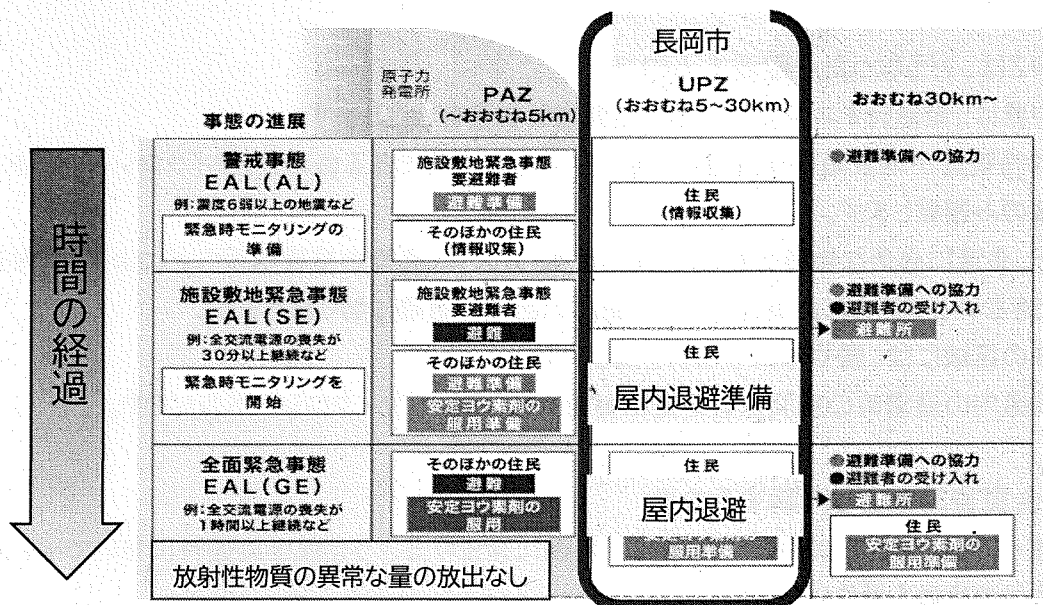 長岡市
原子力
発電所
PAZ
(~おおむね5km)
UPZ
(おおむね5~30km)
おおむね30km~
事態の進展
時間の経過
警戒事態
EAL(AL)
例:震度6弱以上の地震など
緊急時モニタリングの
準備
施設敷地緊急事態
要避難者
避難準備
そのほかの住民
(情報収集)
住民
(情報収集)
●避難準備への協力
施設敷地緊急事態
EAL(SE)
例:全交流電源の喪失が
30分以上継続など
緊急時モニタリングを
開始
施設敷地緊急事態
要避難者
避難
そのほかの住民
避難準備
安定ヨウ素剤の
服用準備
住民
屋内退避準備
●避難準備への協力
●避難者の受け入れ
避難所
全面緊急事態
EAL(GE)
例:全交流電源の喪失が
1時間以上継続など
そのほかの住民
避難
安定ヨウ素剤の
服用
住民
屋内退避
服用準備
●避難準備への協力
●避難者の受け入れ
避難所
住民
安定ヨウ素剤の
服用準備
放射性物質の異常な量の放出なし